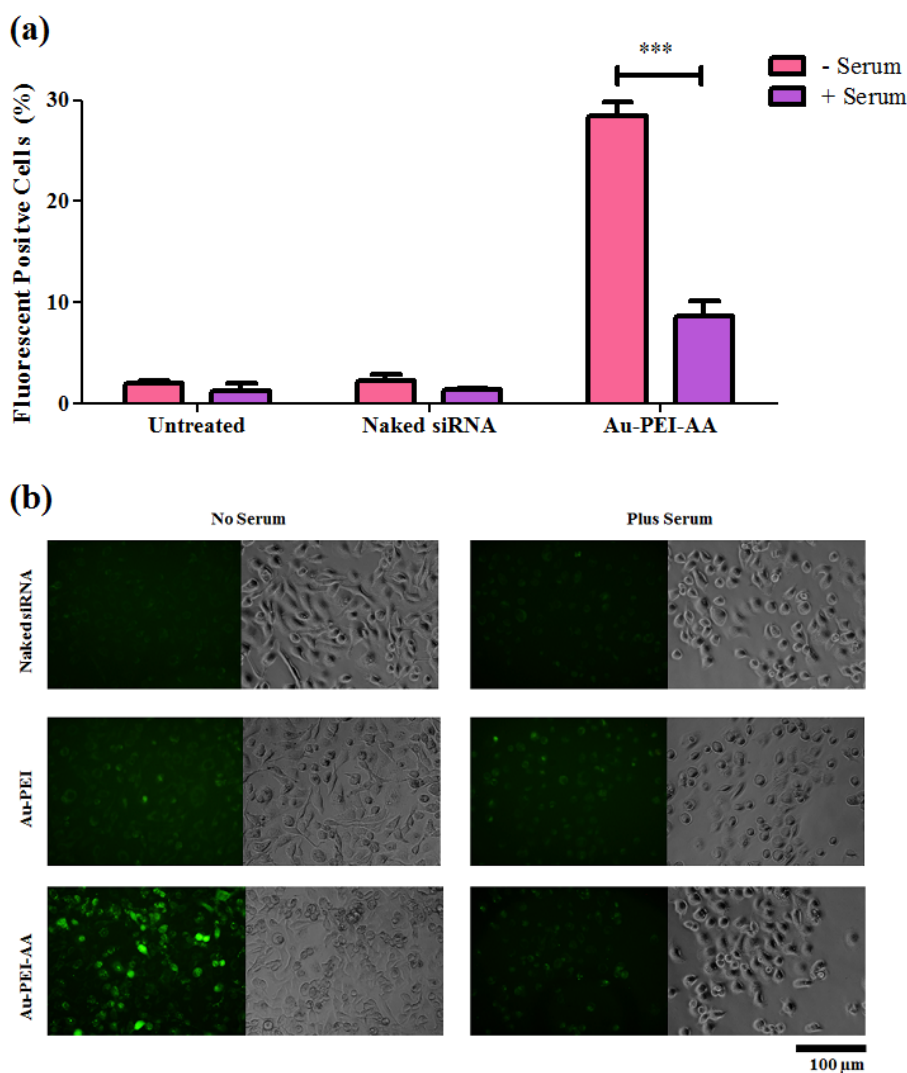 (a)
***
- Serum
+ Serum
Fluorescent Positve Cells (%)
30
20
10
0
Untreated
Naked siRNA
Au-PEI-AA
(b)
No Serum
Plus Serum
Naked siRNA
Au-PEI
Au-PEI-AA
100 µm